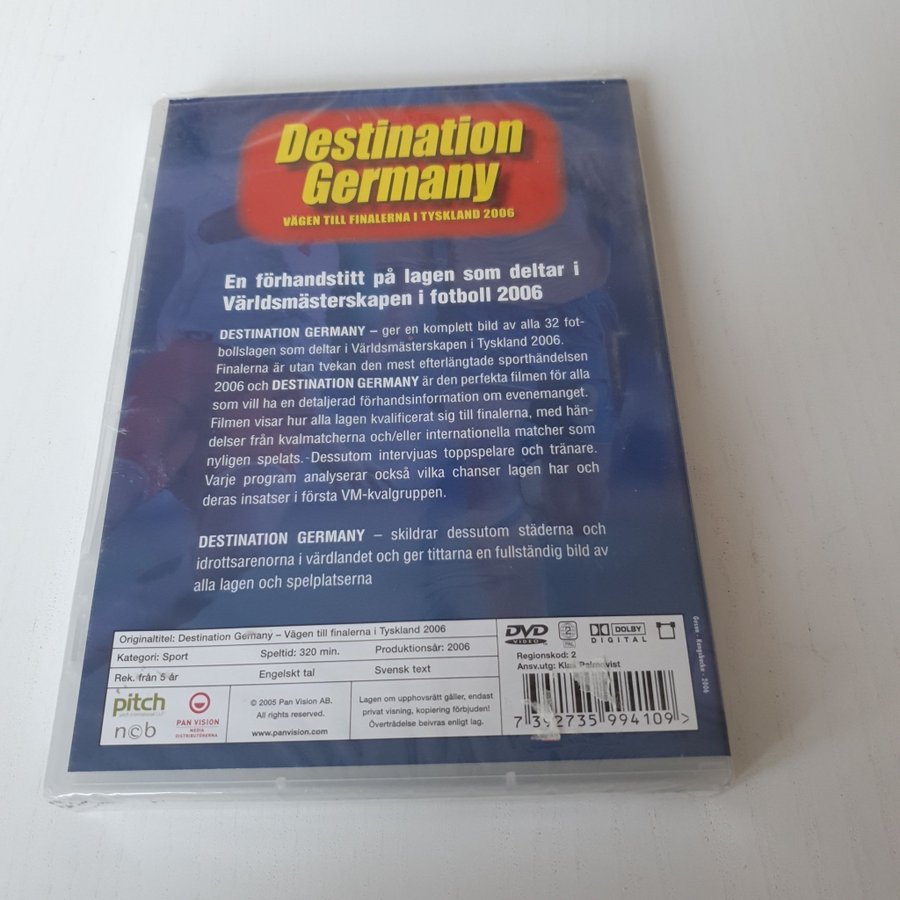 Destination
Germany
VÄGEN TILL FINALERNA I TYSKLAND 2006
En förhandstitt på lagen som deltar i
Världsmästerskapen i fotboll 2006
DESTINATION GERMANY – ger en komplett bild av alla 32 fot-
bollslagen som deltar i Världsmästerskapen i Tyskland 2006.
Finalerna är utan tvekan den mest efterlängtade sporthändelsen
2006 och DESTINATION GERMANY är den perfekta filmen för alla
som vill ha en detaljerad förhandsinformation om evenemanget.
Filmen visar hur alla lagen kvalificerat sig till finalerna, med hän-
delser från kvalmatcherna och/eller internationella matcher som
nyligen spelats.-Dessutom intervjuas toppspelare och tränare.
Varje program analyserar också vilka chanser lagen har och
deras insatser i första VM-kvalgruppen.
DESTINATION GERMANY – skildrar dessutom städerna och
idrottsarenorna i värdlandet och ger tittarna en fullständig bild av
alla lagen och spelplatserna
Originaltitel: Destination Germany – Vägen till finalerna i Tyskland 2006
Kategori: Sport Speltid: 320 min. Produktionsår: 2006
Rek. från 5 år Engelskt tal Svensk text
pitch
ncb
PAN VISION
MEDIA
DISTRIBUTÖRERNA
© 2005 Pan Vision AB.
All rights reserved.
www.panvision.com
Lagen om upphovsrätt gäller, endast
privat visning, kopiering förbjuden!
Överträdelse beivras enligt lag.
DVD
VIDEO
2
PAL
DOLBY
DIGITAL
Regionskod: 2
Ansv.utg: Klas Palmqvist
7 392735 994109 >